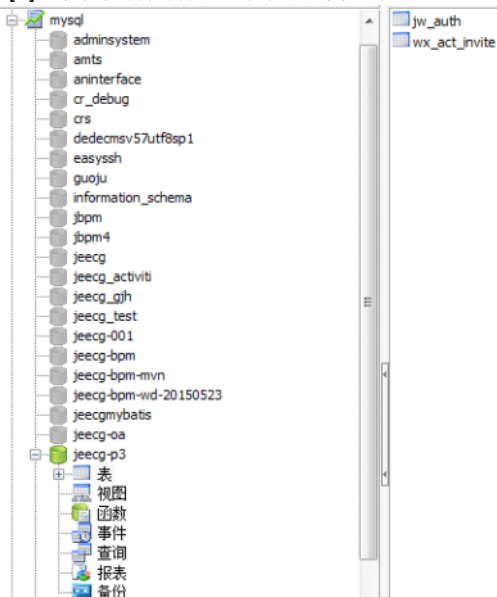 mysql
adminsystem
amts
aninterface
cr_debug
crs
dedecmsv57utf8sp1
easyssh
guoju
information_schema
jbpm
jbpm4
jeecg
jeecg_activiti
jeecg_gjh
jeecg_test
jeecg-001
jeecg-bpm
jeecg-bpm-mvn
jeecg-bpm-wd-20150523
jeecgmybatis
jeecg-oa
jeecg-p3
表
视图
函数
事件
查询
报表
备份
jw_auth
wx_act_invite